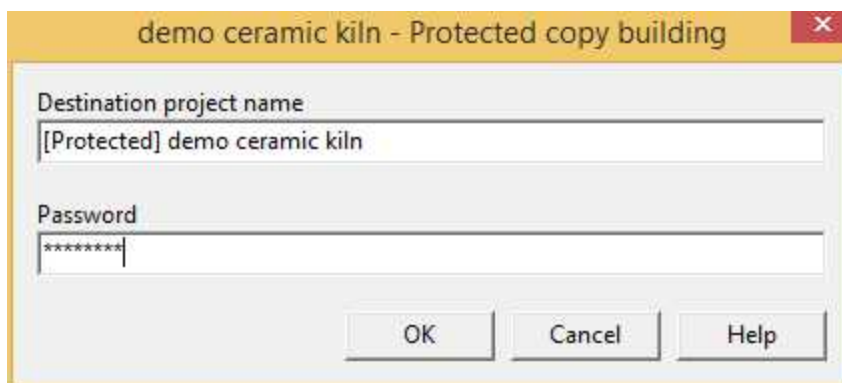 demo ceramic kiln - Protected copy building
Destination project name
[Protected] demo ceramic kiln
Password
********
OK Cancel Help